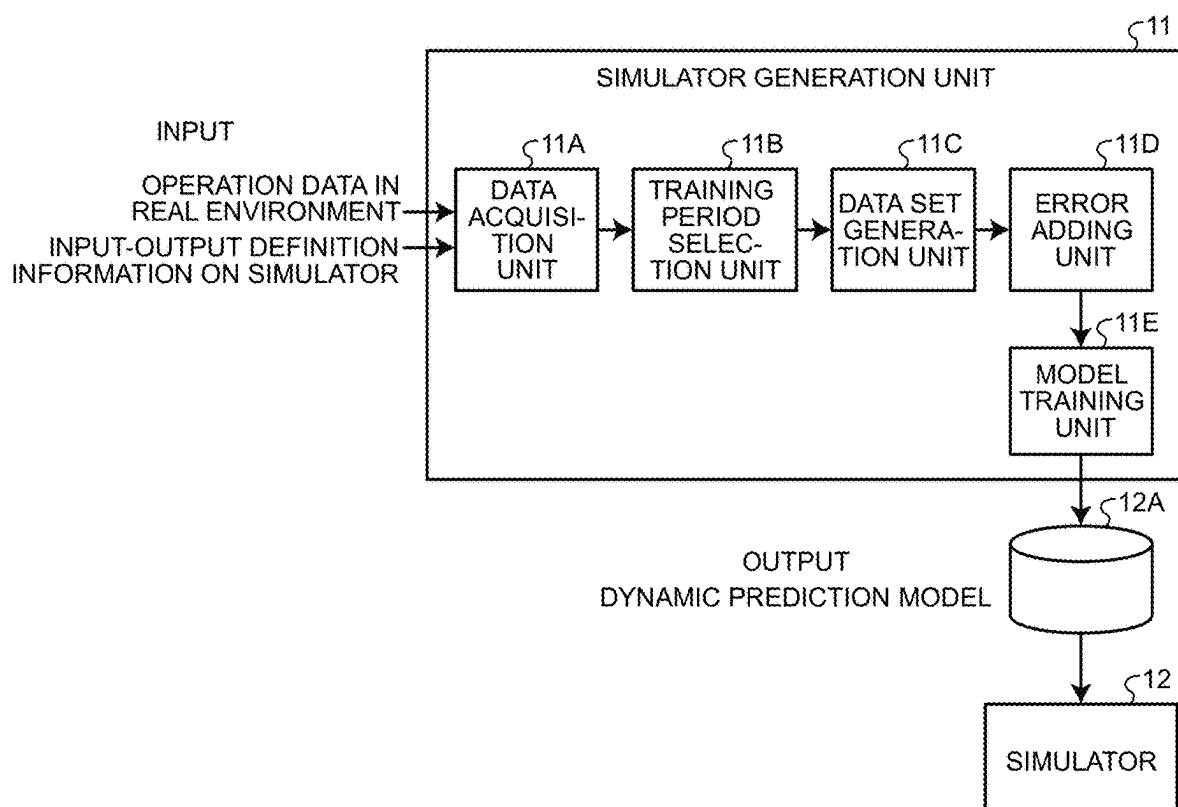 11
SIMULATOR GENERATION UNIT
INPUT
11A
11B
11C
11D
OPERATION DATA IN
REAL ENVIRONMENT
INPUT-OUTPUT DEFINITION
INFORMATION ON SIMULATOR
DATA
ACQUISI-
TION
UNIT
TRAINING
PERIOD
SELEC-
TION UNIT
DATA SET
GENERA-
TION UNIT
ERROR
ADDING
UNIT
11E
MODEL
TRAINING
UNIT
12A
OUTPUT
DYNAMIC PREDICTION MODEL
12
SIMULATOR